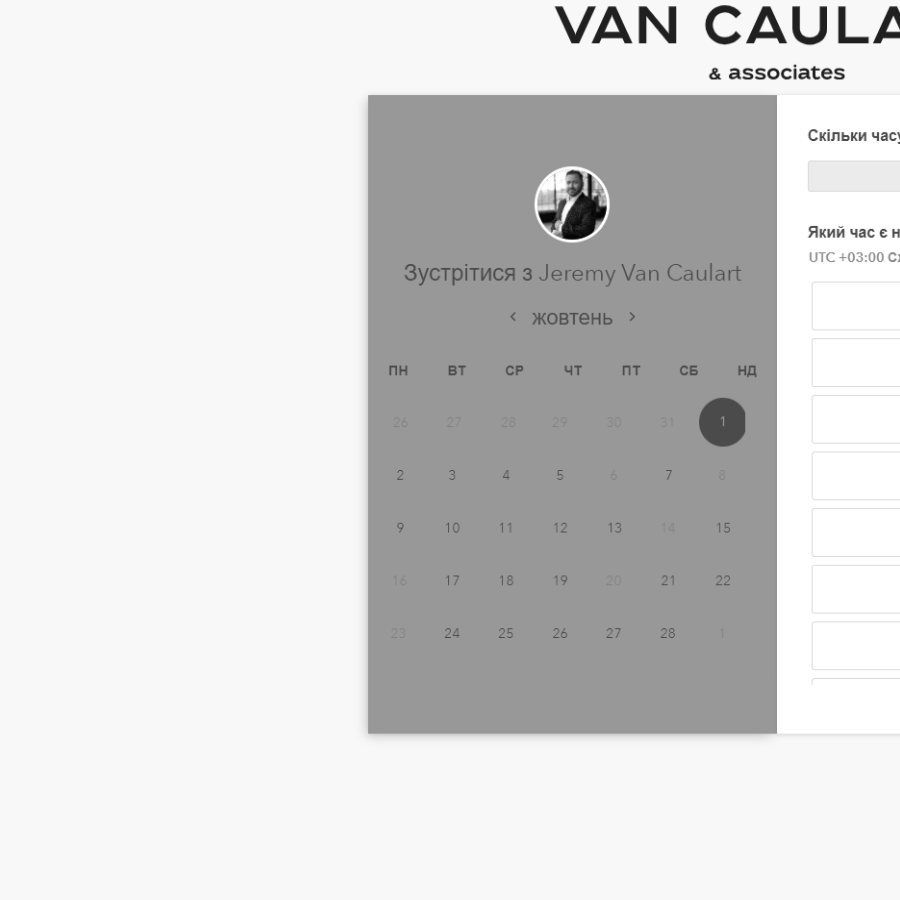 VAN CAULA
& associates
Зустрітися з Jeremy Van Caulart
жовтень
ПН ВТ СР ЧТ ПТ СБ НД
26 27 28 29 30 31 1
2 3 4 5 6 7 8
9 10 11 12 13 14 15
16 17 18 19 20 21 22
23 24 25 26 27 28 1
Скільки часу
Який час є н
UTC +03:00 Сх